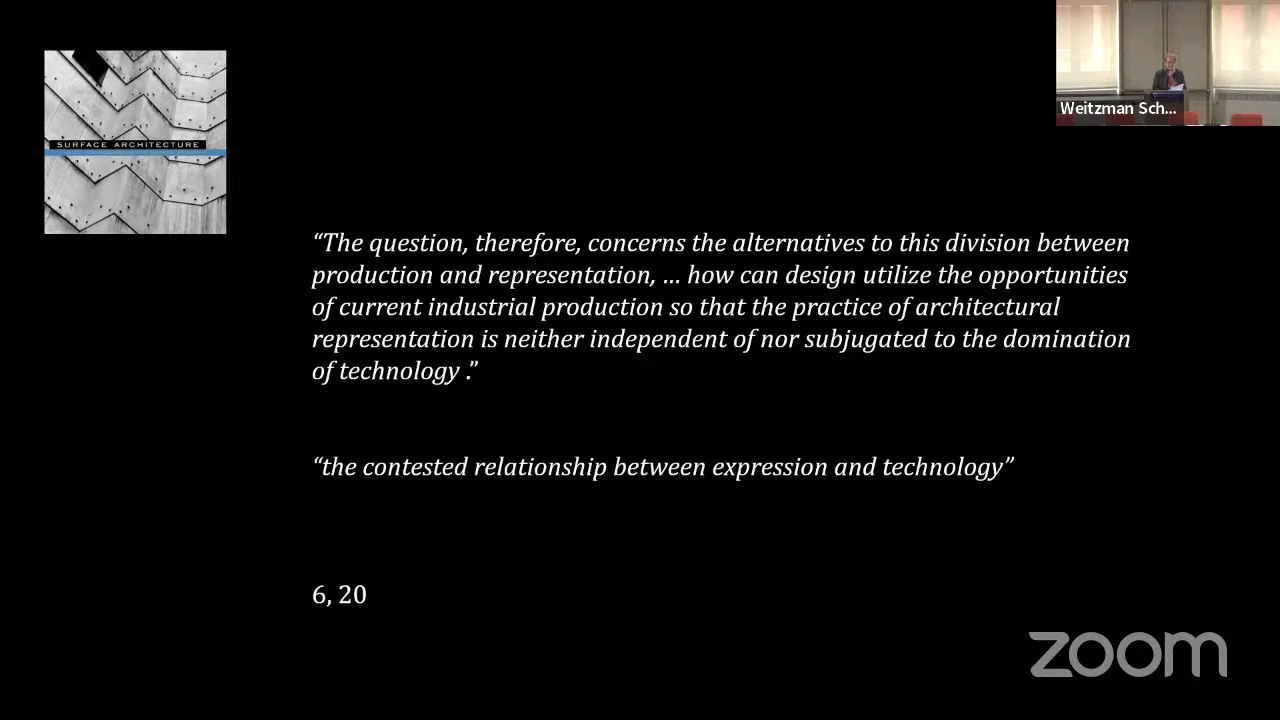 SURFACE ARCHITECTURE
Weitzman Sch...
“The question, therefore, concerns the alternatives to this division between
production and representation, ... how can design utilize the opportunities
of current industrial production so that the practice of architectural
representation is neither independent of nor subjugated to the domination
of technology .”
“the contested relationship between expression and technology”
6, 20
zoom